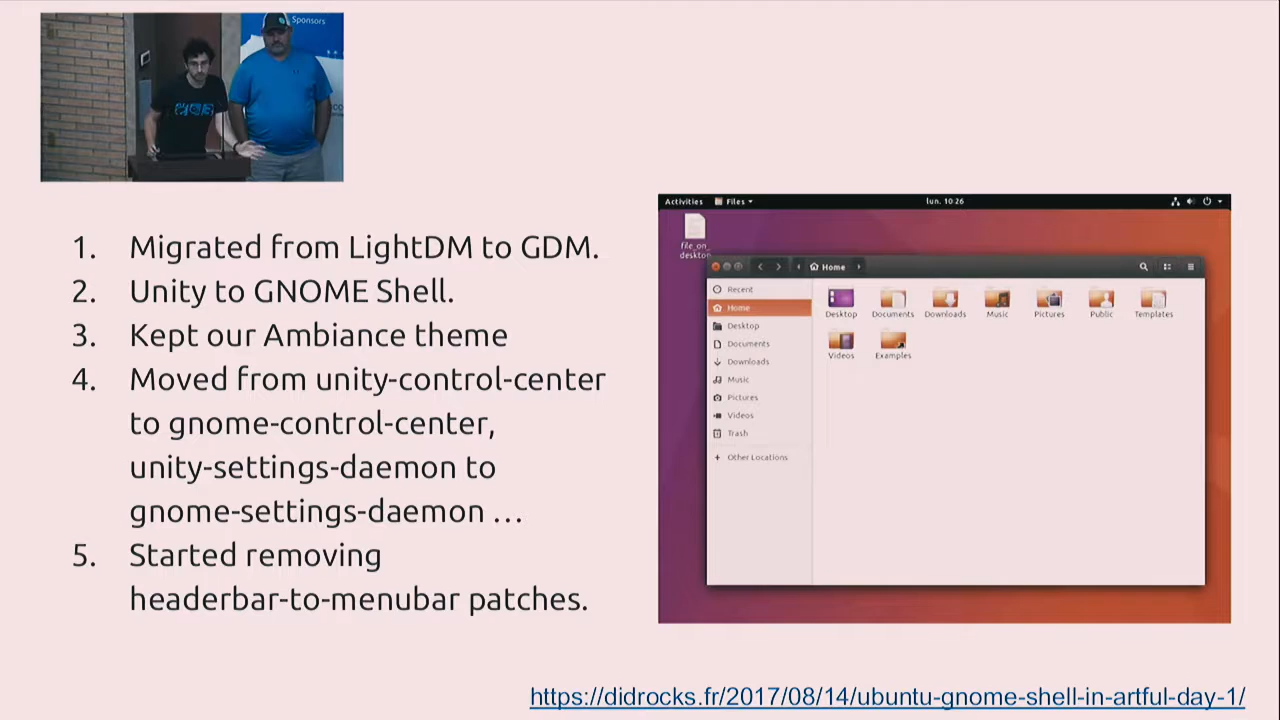 Sponsors
1. Migrated from LightDM to GDM.
2. Unity to GNOME Shell.
3. Kept our Ambiance theme
4. Moved from unity-control-center
to gnome-control-center,
unity-settings-daemon to
gnome-settings-daemon …
5. Started removing
headerbar-to-menubar patches.
Activities Files lun. 10:26
file_on_
desktop
Home
Recent
Home
Desktop
Documents
Downloads
Music
Pictures
Videos
Trash
Other Locations
Desktop Documents Downloads Music Pictures Public Templates
Videos Examples
https://didrocks.fr/2017/08/14/ubuntu-gnome-shell-in-artful-day-1/